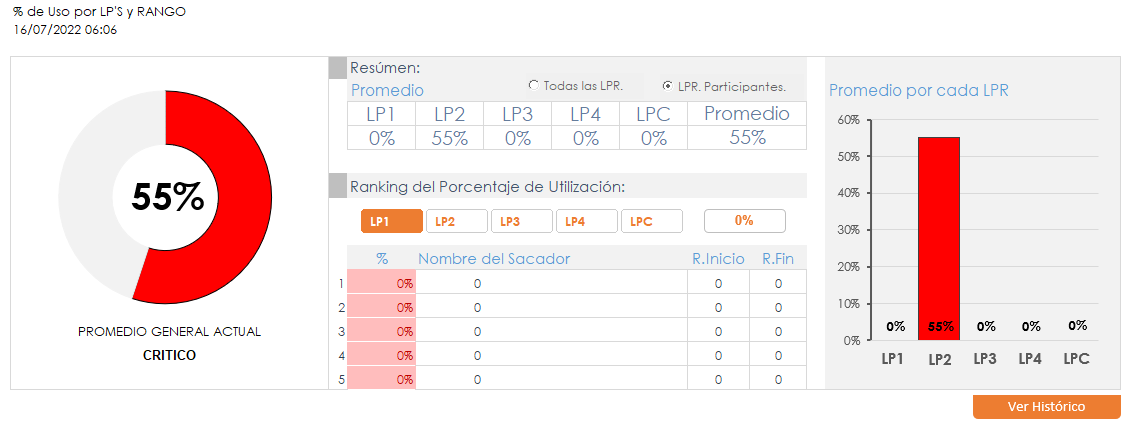 % de Uso por LP'S y RANGO
16/07/2022 06:06
55%
PROMEDIO GENERAL ACTUAL
CRITICO
Resúmen:
Promedio
Todas las LPR.
LPR. Participantes.
LP1 LP2 LP3 LP4 LPC Promedio
0% 55% 0% 0% 0% 55%
Ranking del Porcentaje de Utilización:
LP1 LP2 LP3 LP4 LPC 0%
% Nombre del Sacador R.Inicio R.Fin
1 0% 0 0 0
2 0% 0 0 0
3 0% 0 0 0
4 0% 0 0 0
5 0% 0 0 0
Promedio por cada LPR
60%
50%
40%
30%
20%
10%
0%
0% 55% 0% 0% 0%
LP1 LP2 LP3 LP4 LPC
Ver Histórico